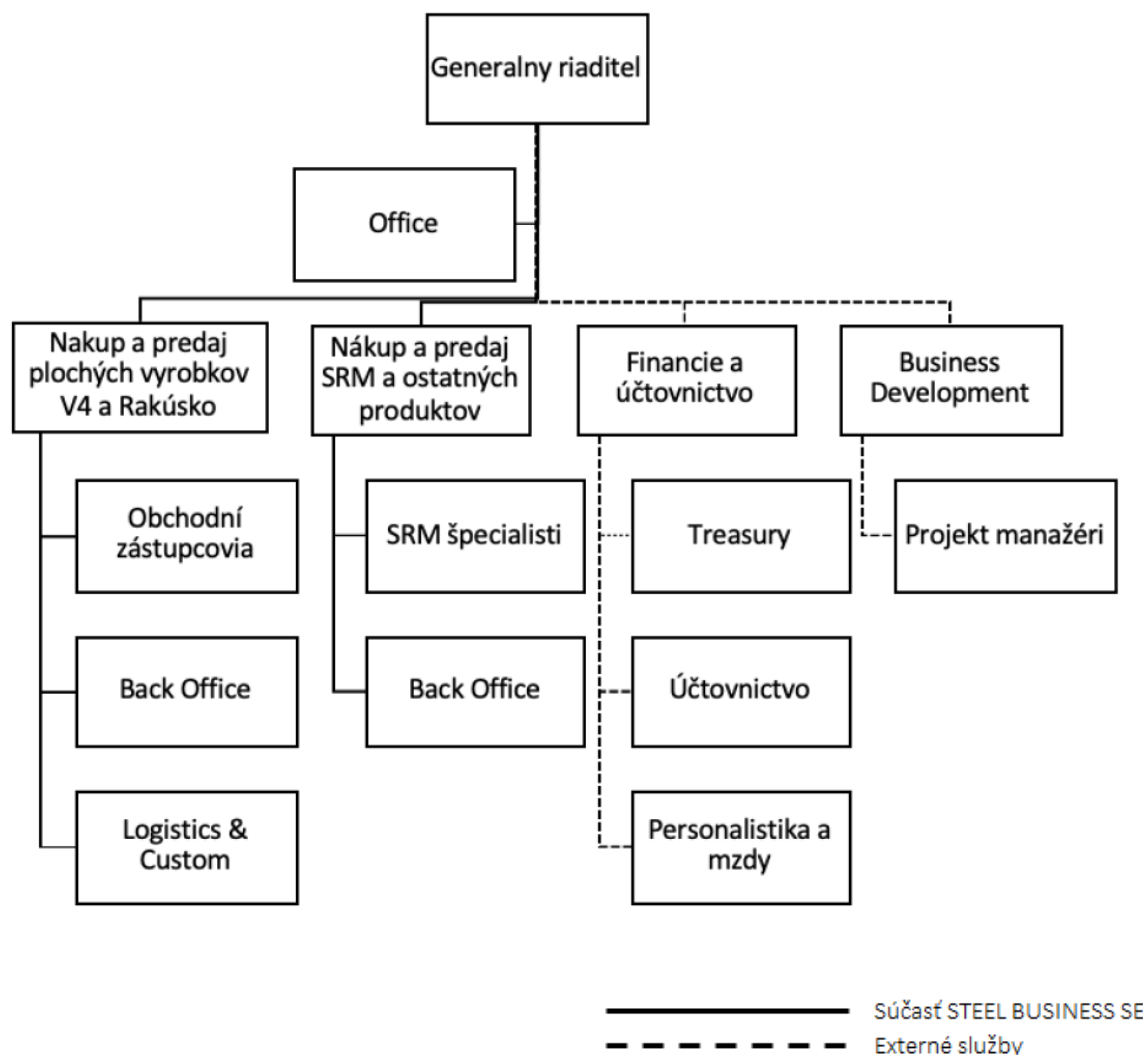 Generalny riaditel
Office
Nakup a predaj
plochých vyrobkov
V4 a Rakúsko
Nákup a predaj
SRM a ostatných
produktov
Financie a
účtovnictvo
Business
Development
Obchodní
zástupcovia
SRM špecialisti
Treasury
Projekt manažéri
Back Office
Back Office
Účtovnictvo
Logistics &
Custom
Personalistika a
mzdy
Súčasť STEEL BUSINESS SE
Externé služby